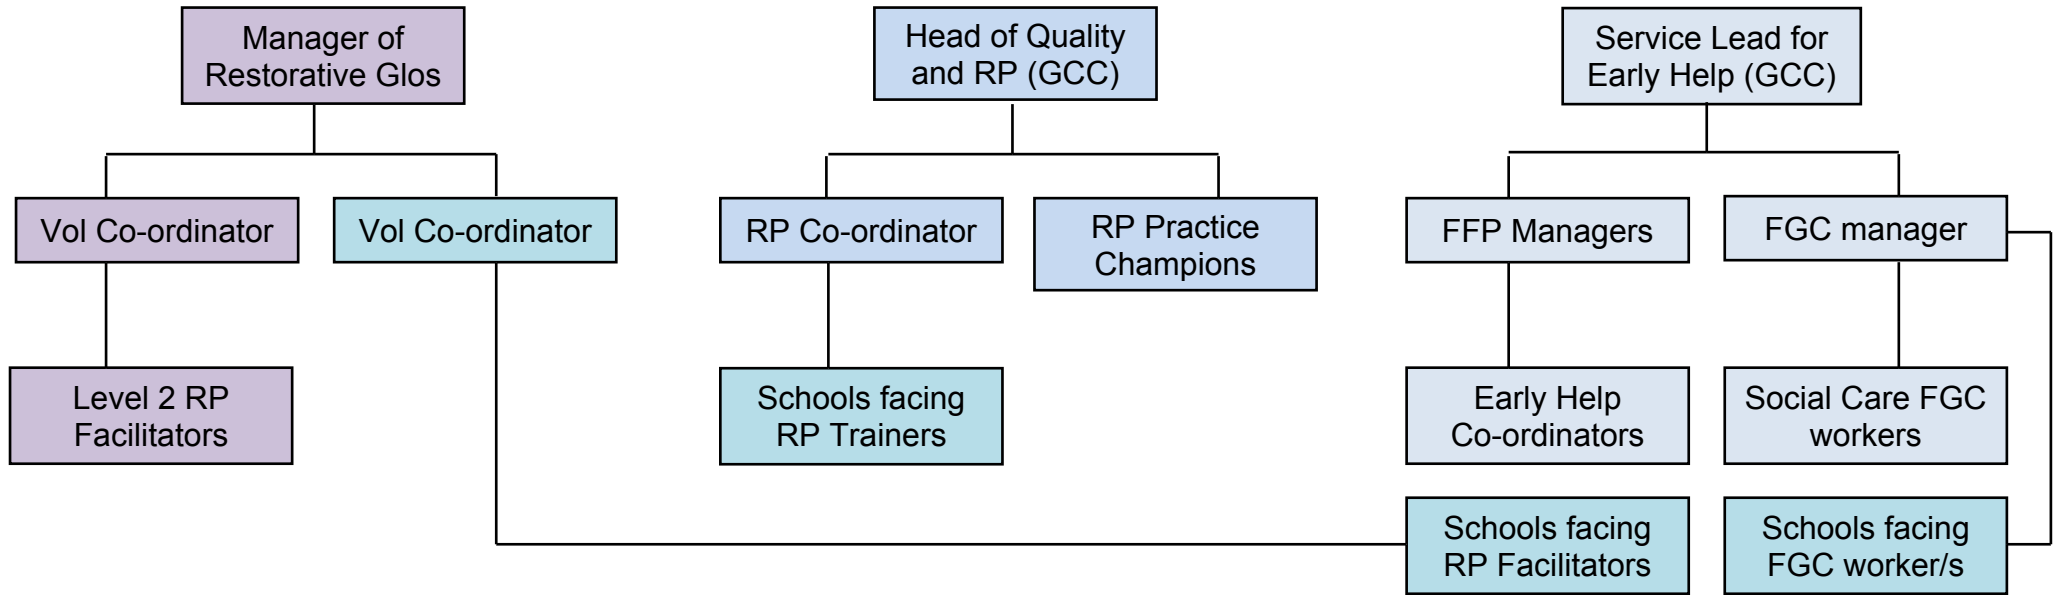 Manager of
Restorative Glos
Head of Quality
and RP (GCC)
Service Lead for
Early Help (GCC)
Vol Co-ordinator
Vol Co-ordinator
RP Co-ordinator
RP Practice
Champions
FFP Managers
FGC manager
Level 2 RP
Facilitators
Schools facing
RP Trainers
Early Help
Co-ordinators
Social Care FGC
workers
Schools facing
RP Facilitators
Schools facing
FGC worker/s